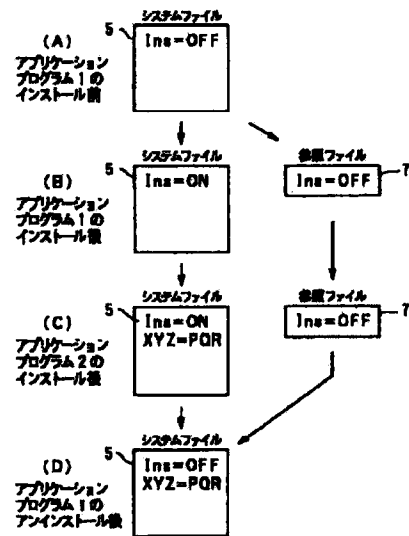 システムファイル
5
Ins=OFF
(A)
アプリケーション
プログラム1の
インストール前
システムファイル
5
Ins=ON
(B)
アプリケーション
プログラム1の
インストール後
参照ファイル
Ins=OFF
7
システムファイル
5
Ins=ON
XYZ=PQR
(C)
アプリケーション
プログラム2の
インストール後
参照ファイル
Ins=OFF
7
システムファイル
5
Ins=OFF
XYZ=PQR
(D)
アプリケーション
プログラム1の
アンインストール後